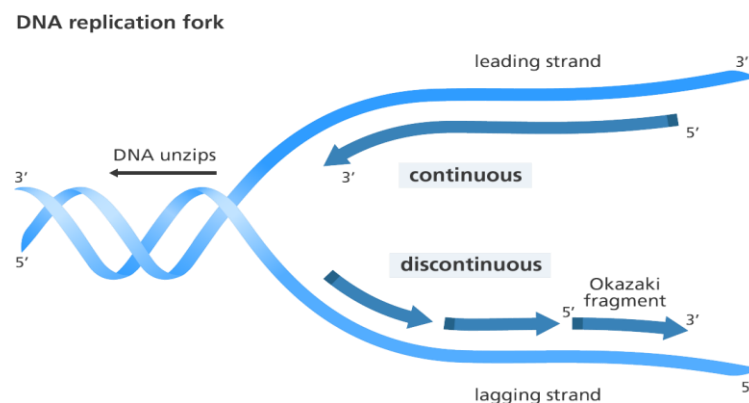 DNA replication fork
leading strand
3’
5’
DNA unzips
3’
continuous
3’
5’
discontinuous
Okazaki
fragment
5’
3’
5’
lagging strand